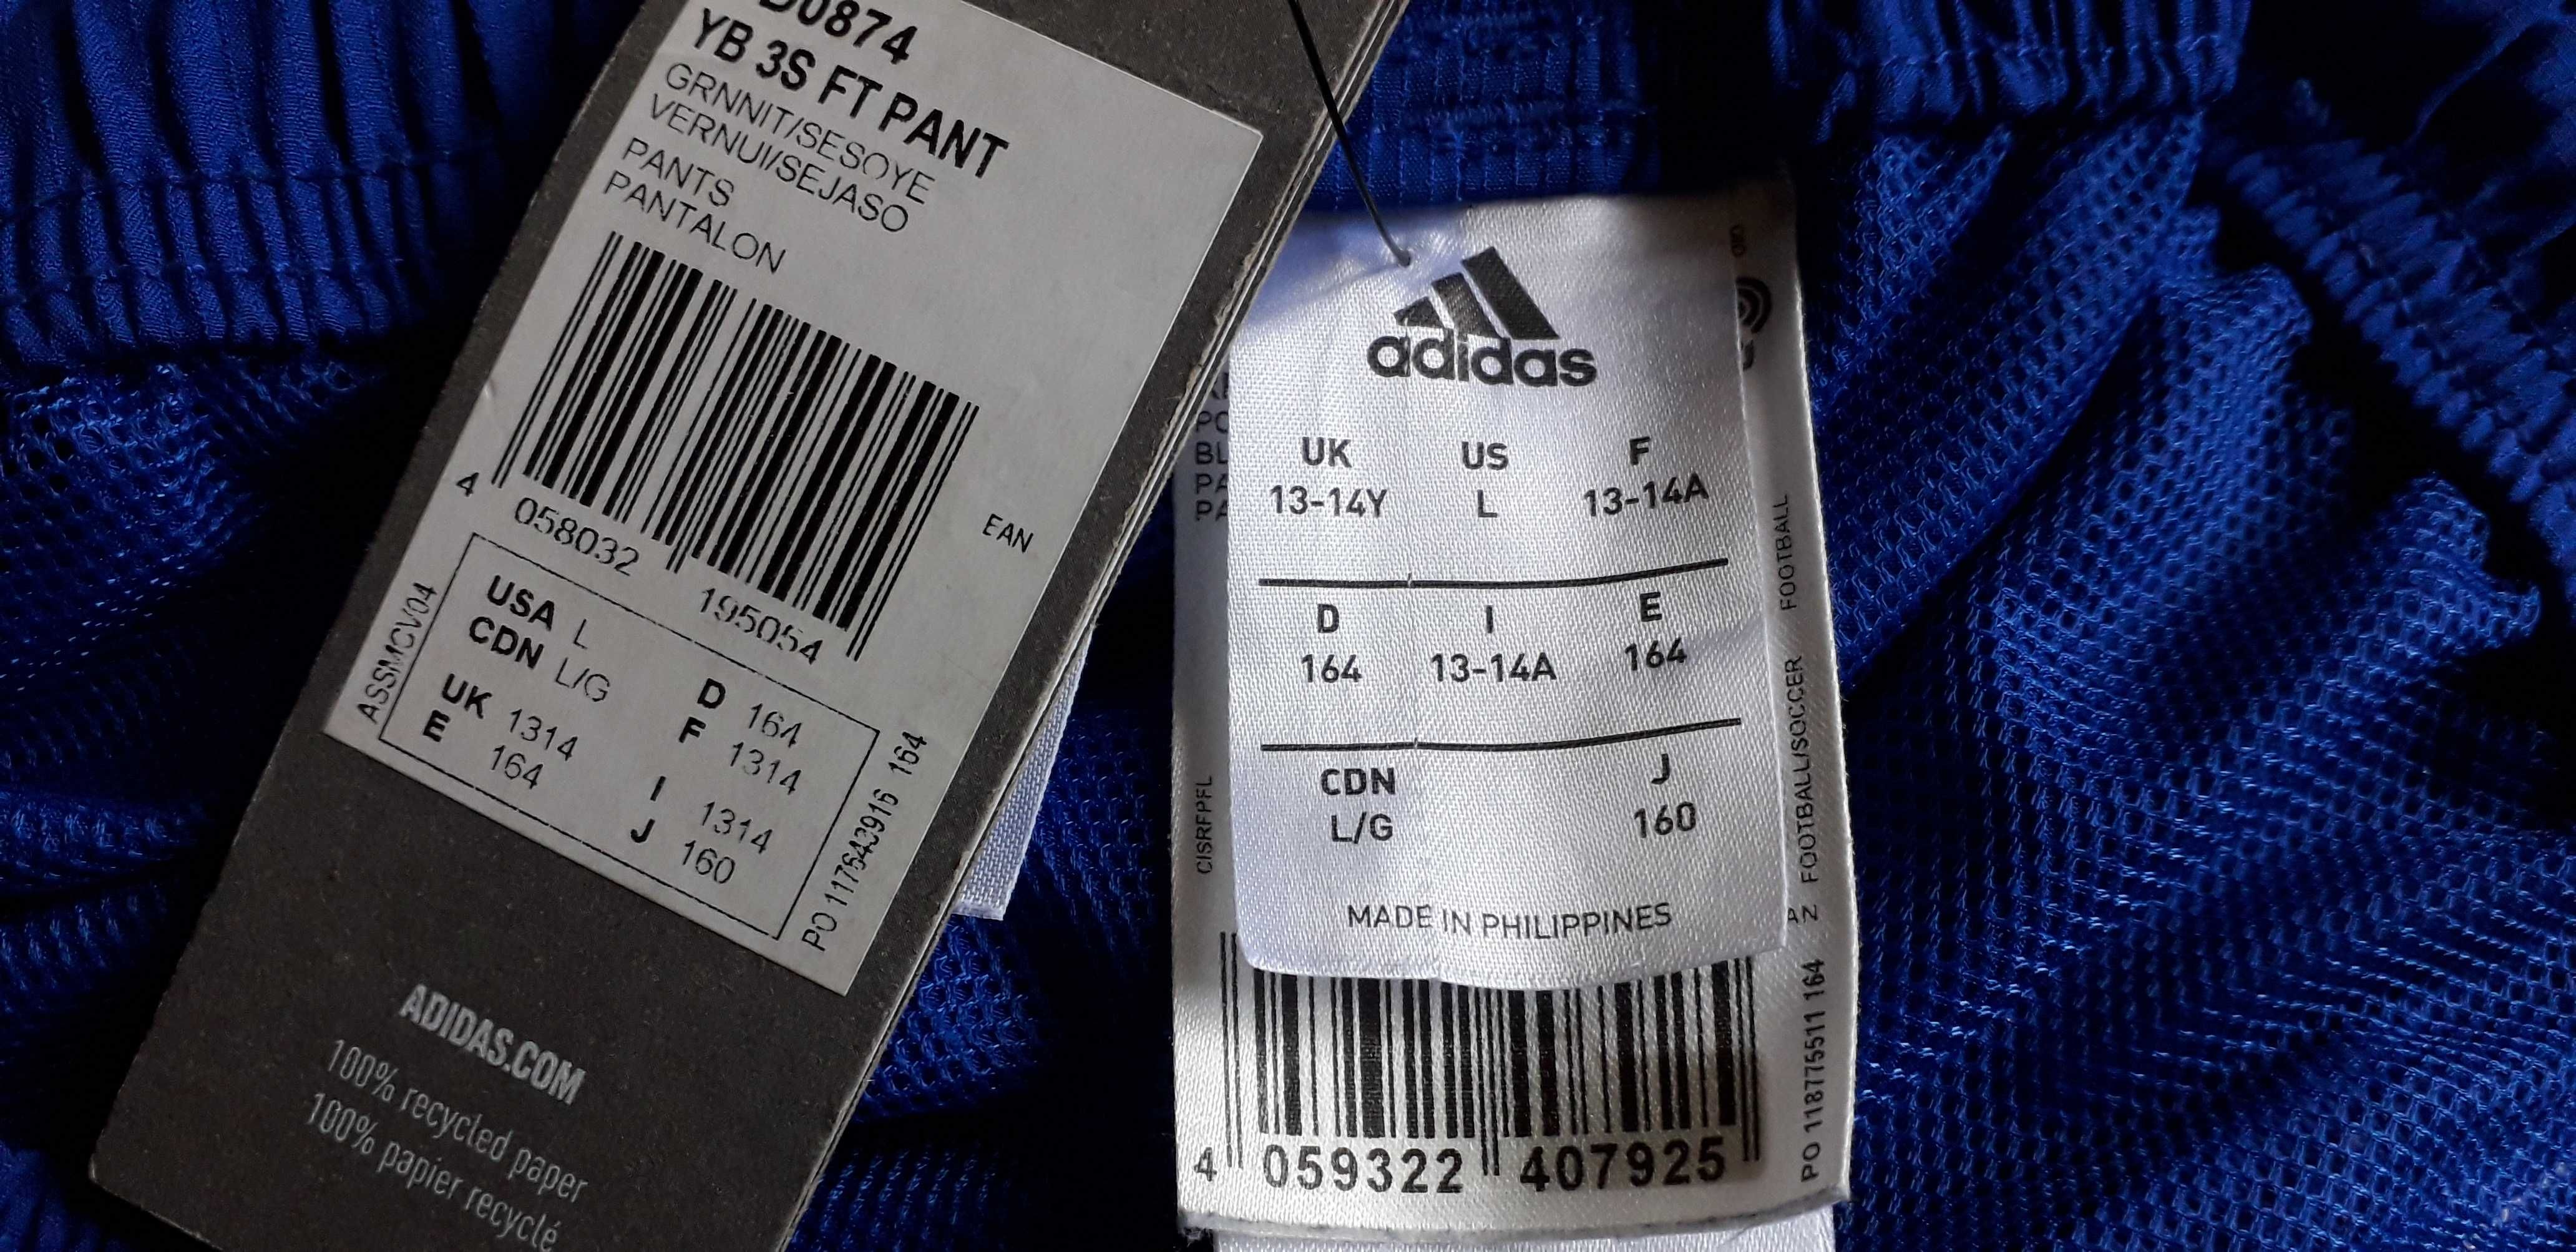 D0874
YB 3S FT PANT
GRNNIT/SESOYE
VERNUI/SEJASO
PANTS
PANTALON
4 058032 195054
EAN
ASSMCV04
USA L
CDN L/G
UK 1314
E 164
D 164
F 1314
I 1314
J 160
PO 117643916 164
ADIDAS.COM
100% recycled paper
100% papier recyclé
adidas
UK US F
13-14Y L 13-14A
D I E
164 13-14A 164
CDN J
L/G 160
MADE IN PHILIPPINES
CISRFPFL
FOOTBALL/SOCCER FOOTBALL
PO 118775511 164
4 059322 407925